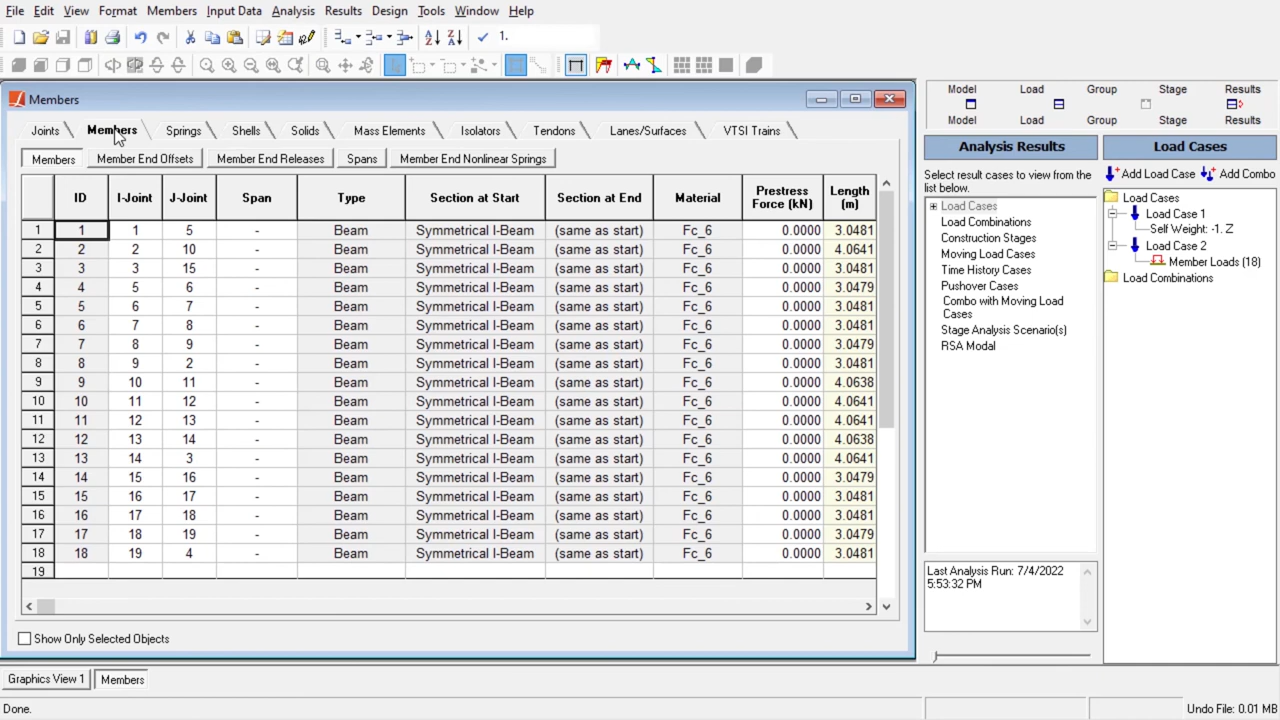 File Edit View Format Members Input Data Analysis Results Design Tools Window Help
1.
Members
Joints Members Springs Shells Solids Mass Elements Isolators Tendons Lanes/Surfaces VTSI Trains
Members Member End Offsets Member End Releases Spans Member End Nonlinear Springs
ID I-Joint J-Joint Span Type Section at Start Section at End Material Prestress Force (kN) Length (m)
1 1 1 5 - Beam Symmetrical I-Beam (same as start) Fc_6 0.0000 3.0481
2 2 2 10 - Beam Symmetrical I-Beam (same as start) Fc_6 0.0000 4.0641
3 3 3 15 - Beam Symmetrical I-Beam (same as start) Fc_6 0.0000 3.0481
4 4 5 6 - Beam Symmetrical I-Beam (same as start) Fc_6 0.0000 3.0479
5 5 6 7 - Beam Symmetrical I-Beam (same as start) Fc_6 0.0000 3.0481
6 6 7 8 - Beam Symmetrical I-Beam (same as start) Fc_6 0.0000 3.0481
7 7 8 9 - Beam Symmetrical I-Beam (same as start) Fc_6 0.0000 3.0479
8 8 9 2 - Beam Symmetrical I-Beam (same as start) Fc_6 0.0000 3.0481
9 9 10 11 - Beam Symmetrical I-Beam (same as start) Fc_6 0.0000 4.0638
10 10 11 12 - Beam Symmetrical I-Beam (same as start) Fc_6 0.0000 4.0641
11 11 12 13 - Beam Symmetrical I-Beam (same as start) Fc_6 0.0000 4.0641
12 12 13 14 - Beam Symmetrical I-Beam (same as start) Fc_6 0.0000 4.0638
13 13 14 3 - Beam Symmetrical I-Beam (same as start) Fc_6 0.0000 4.0641
14 14 15 16 - Beam Symmetrical I-Beam (same as start) Fc_6 0.0000 3.0479
15 15 16 17 - Beam Symmetrical I-Beam (same as start) Fc_6 0.0000 3.0481
16 16 17 18 - Beam Symmetrical I-Beam (same as start) Fc_6 0.0000 3.0481
17 17 18 19 - Beam Symmetrical I-Beam (same as start) Fc_6 0.0000 3.0479
18 18 19 4 - Beam Symmetrical I-Beam (same as start) Fc_6 0.0000 3.0481
19
Show Only Selected Objects
Graphics View 1 Members
Done.
Model Load Group Stage Results
Model Load Group Stage Results
Analysis Results
Select result cases to view from the
list below.
Load Cases
Load Combinations
Construction Stages
Moving Load Cases
Time History Cases
Pushover Cases
Combo with Moving Load
Cases
Stage Analysis Scenario(s)
RSA Modal
Last Analysis Run: 7/4/2022
5:53:32 PM
Load Cases
Add Load Case Add Combo
Load Cases
Load Case 1
Self Weight: -1. Z
Load Case 2
Member Loads (18)
Load Combinations
Undo File: 0.01 MB